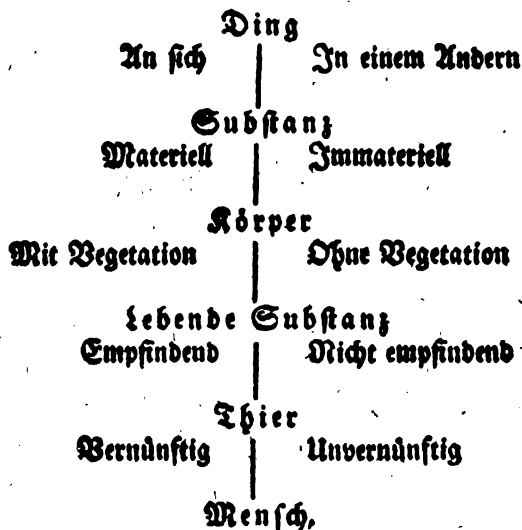 Ding
An sich In einem Andern
Substanz
Materiell Immateriell
Körper
Mit Vegetation Ohne Vegetation
Lebende Substanz
Empfindend Nicht empfindend
Thier
Vernünftig Unvernünftig
Mensch,